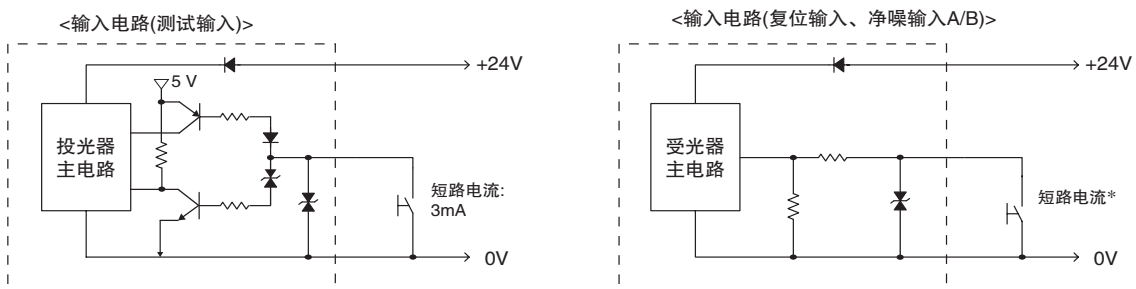 <输入电路(测试输入)>
+24V
5 V
投光器
主电路
短路电流:
3mA
0V
<输入电路(复位输入、净噪输入A/B)>
+24V
受光器
主电路
短路电流*
0V